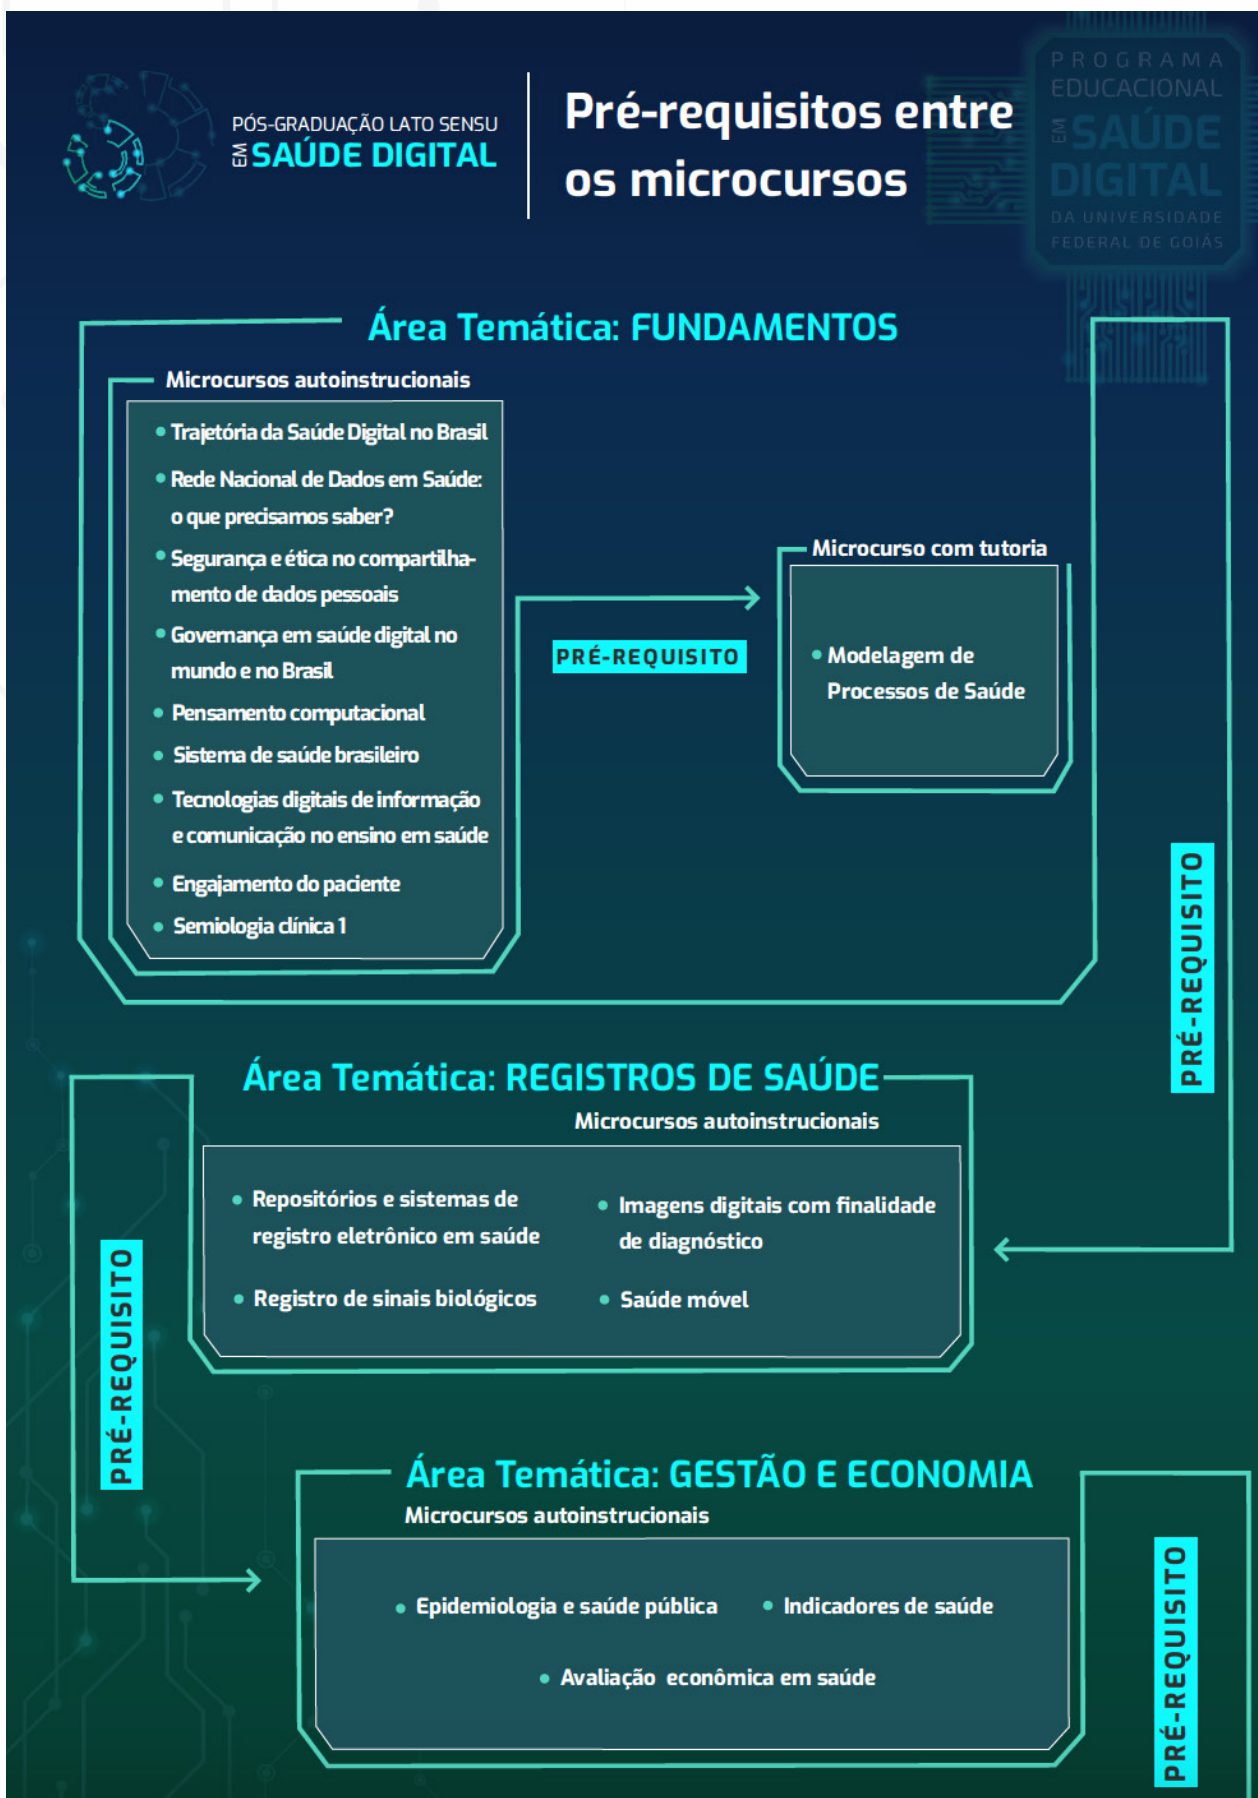 PÓS-GRADUAÇÃO LATO SENSU
EM SAÚDE DIGITAL
Pré-requisitos entre
os microcursos
PROGRAMA
EDUCACIONAL
EM SAÚDE
DIGITAL
DA UNIVERSIDADE
FEDERAL DE GOIÁS
Área Temática: FUNDAMENTOS
Microcursos autoinstrucionais
• Trajetória da Saúde Digital no Brasil
• Rede Nacional de Dados em Saúde:
o que precisamos saber?
• Segurança e ética no compartilha-
mento de dados pessoais
• Governança em saúde digital no
mundo e no Brasil
• Pensamento computacional
• Sistema de saúde brasileiro
• Tecnologias digitais de informação
e comunicação no ensino em saúde
• Engajamento do paciente
• Semiologia clínica 1
PRÉ-REQUISITO
Microcurso com tutoria
• Modelagem de
Processos de Saúde
PRÉ-REQUISITO
Área Temática: REGISTROS DE SAÚDE
Microcursos autoinstrucionais
• Repositórios e sistemas de
registro eletrônico em saúde
• Registro de sinais biológicos
• Imagens digitais com finalidade
de diagnóstico
• Saúde móvel
PRÉ-REQUISITO
Área Temática: GESTÃO E ECONOMIA
Microcursos autoinstrucionais
• Epidemiologia e saúde pública
• Indicadores de saúde
• Avaliação econômica em saúde
PRÉ-REQUISITO